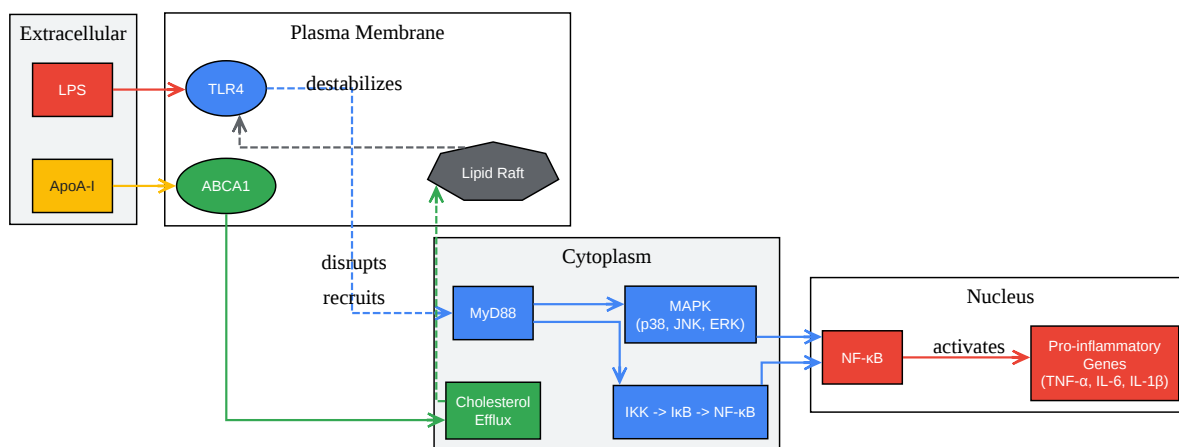 Extracellular
Plasma Membrane
LPS
TLR4
destabilizes
ApoA-I
ABCA1
Lipid Raft
disrupts
recruits
Cytoplasm
MyD88
MAPK
(p38, JNK, ERK)
Cholesterol
Efflux
IKK -> IκB -> NF-κB
Nucleus
NF-κB
activates
Pro-inflammatory
Genes
(TNF-α, IL-6, IL-1β)